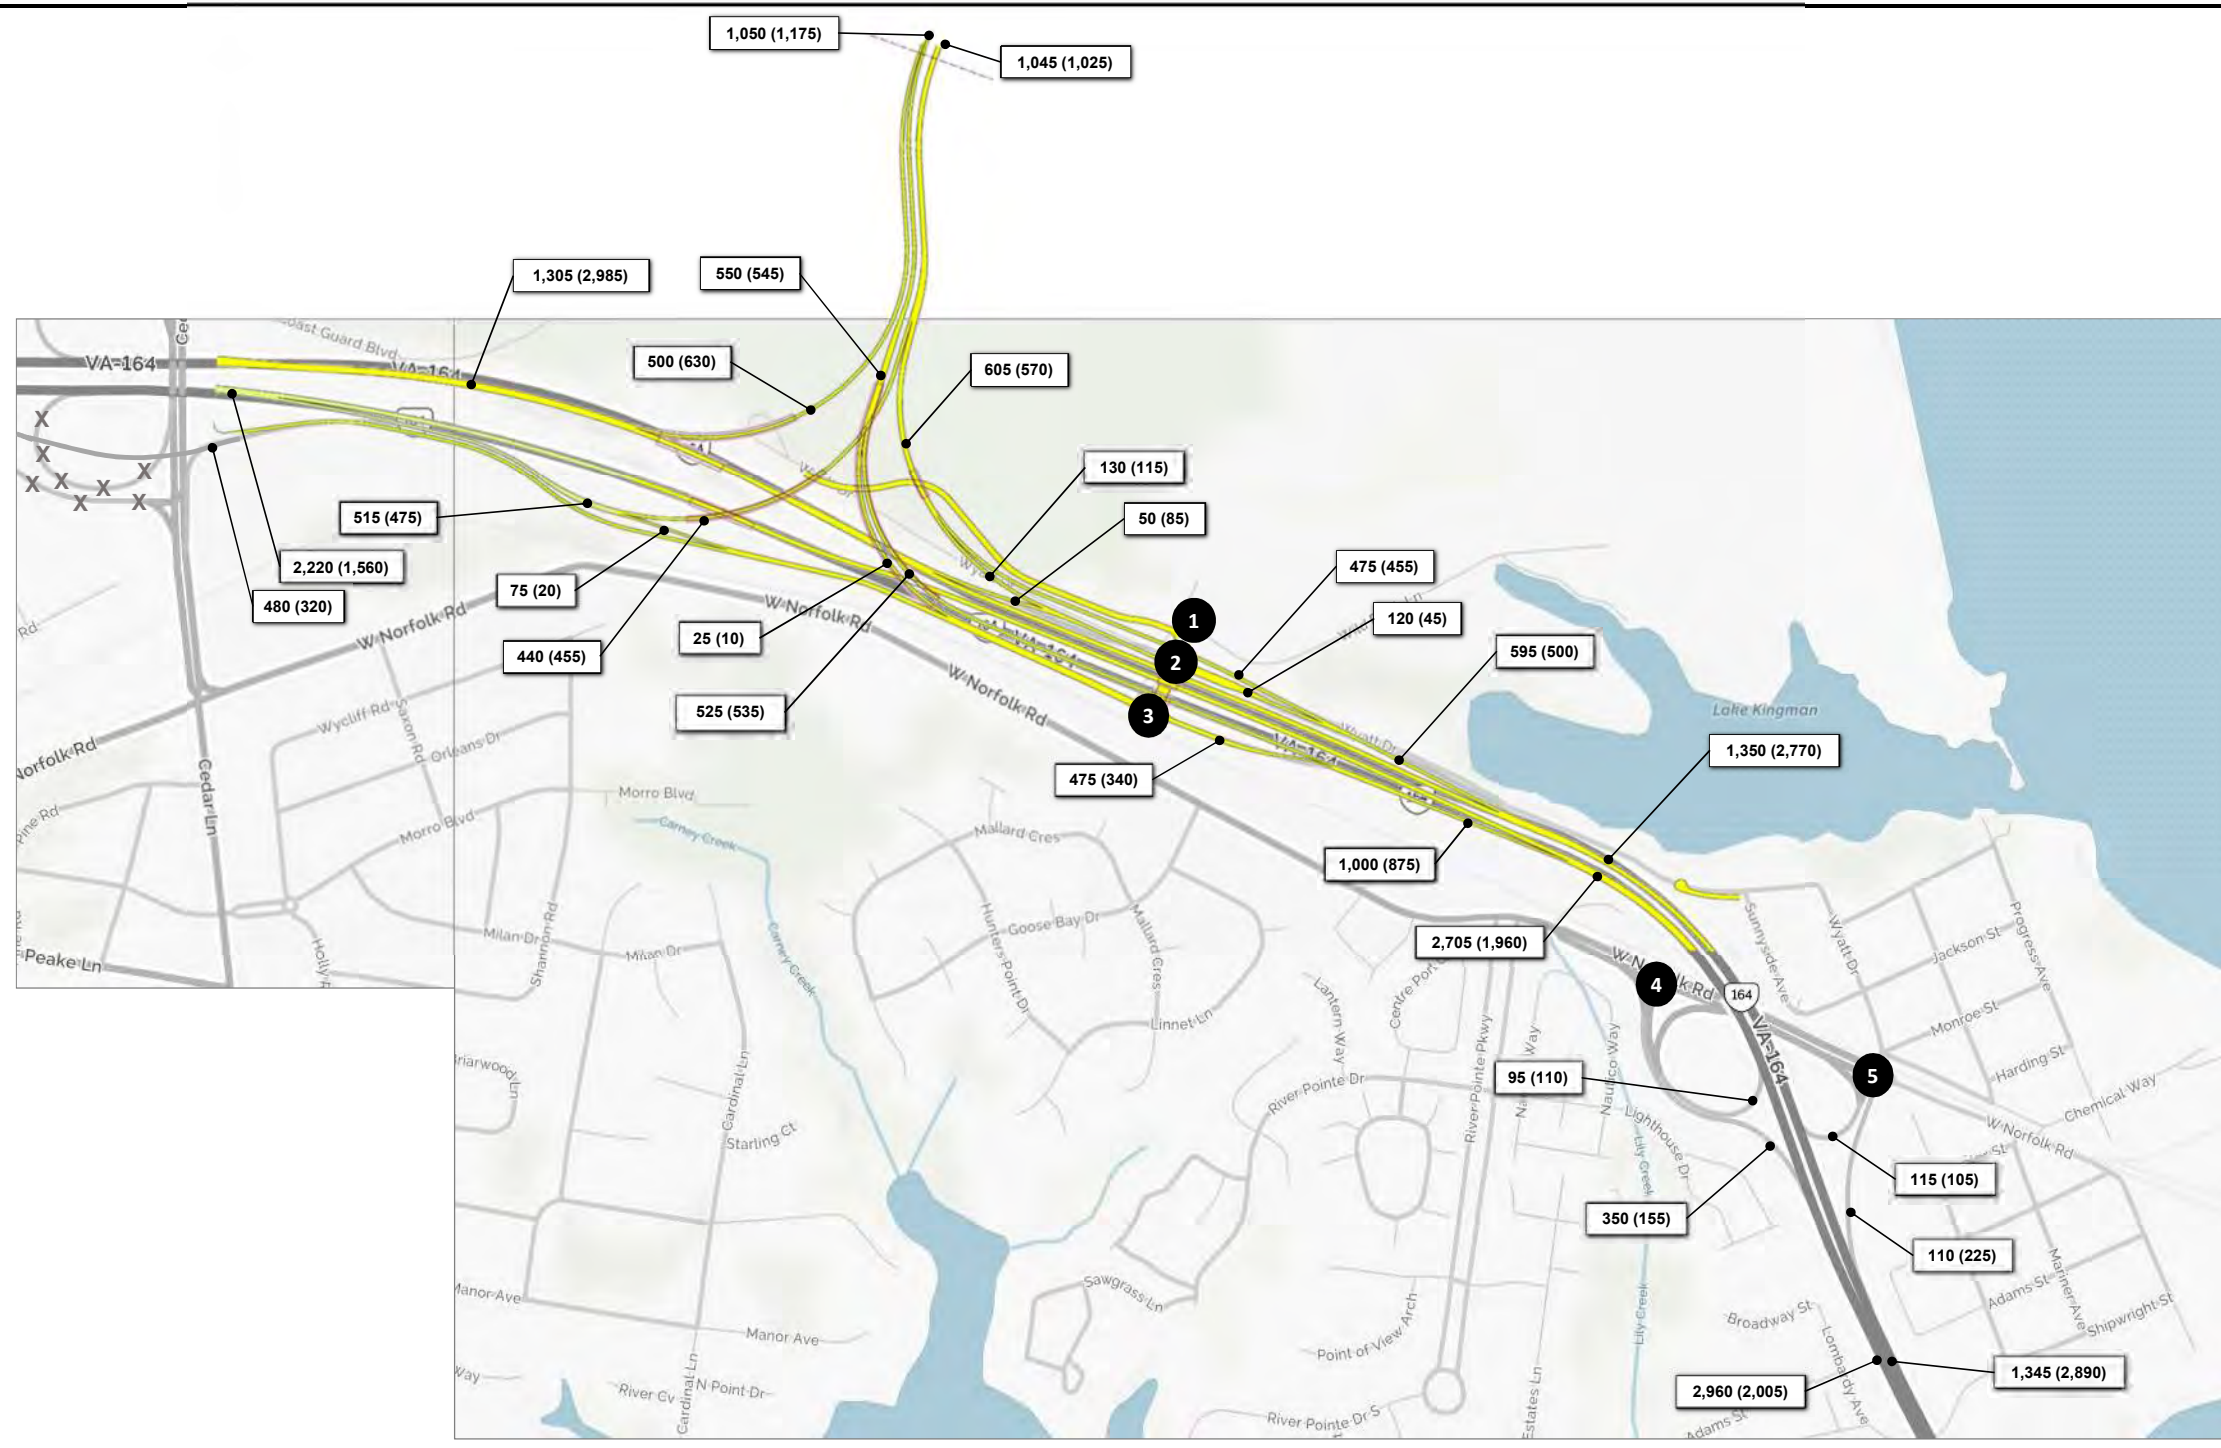 1,050 (1,175)
1,045 (1,025)
1,305 (2,985)
550 (545)
Coast Guard Blvd
VA-164
VA-164
500 (630)
605 (570)
130 (115)
50 (85)
515 (475)
475 (455)
2,220 (1,560)
75 (20)
480 (320)
120 (45)
W Norfolk Rd
W Norfolk Rd
25 (10)
440 (455)
595 (500)
1
2
3
VA-164
W Norfolk Rd
525 (535)
Rd
Wycliff Rd
Saxon Rd
Orleans Dr
Norfolk Rd
Cedar Ln
Lake Kingman
Wyatt Dr
VA-164
1,350 (2,770)
475 (340)
Morro Blvd
Morro Blvd
Pine Rd
Carney Creek
Mallard Cres
1,000 (875)
2,705 (1,960)
Goose Bay Dr
Hunters Point Dr
Mallard Cres
Milan Dr
Milan Dr
Shannon Rd
Carney Creek
Peake Ln
Linnet Ln
Lantern Way
4
164
VA-164
Sunnyside Ave
Wyatt Dr
Jackson St
Progress Ave
Monroe St
Harding St
Chemical Way
5
W Norfolk Rd
95 (110)
River Pointe Dr
River Pointe Pkwy
Nautico Way
Lighthouse Dr
Lily Creek
Cardinal Ln
Starling Ct
115 (105)
350 (155)
110 (225)
Mariner Ave
Adams St
Shipwright St
Sawgrass Ln
Manor Ave
Manor Ave
Point of View Arch
Lily Creek
Broadway St
Lombardy Ave
Way
River Cv
N Point Dr
Cardinal Ln
River Pointe Dr S
Estates Ln
2,960 (2,005)
1,345 (2,890)
Adams St
X
X
X
X
X
X
X
X